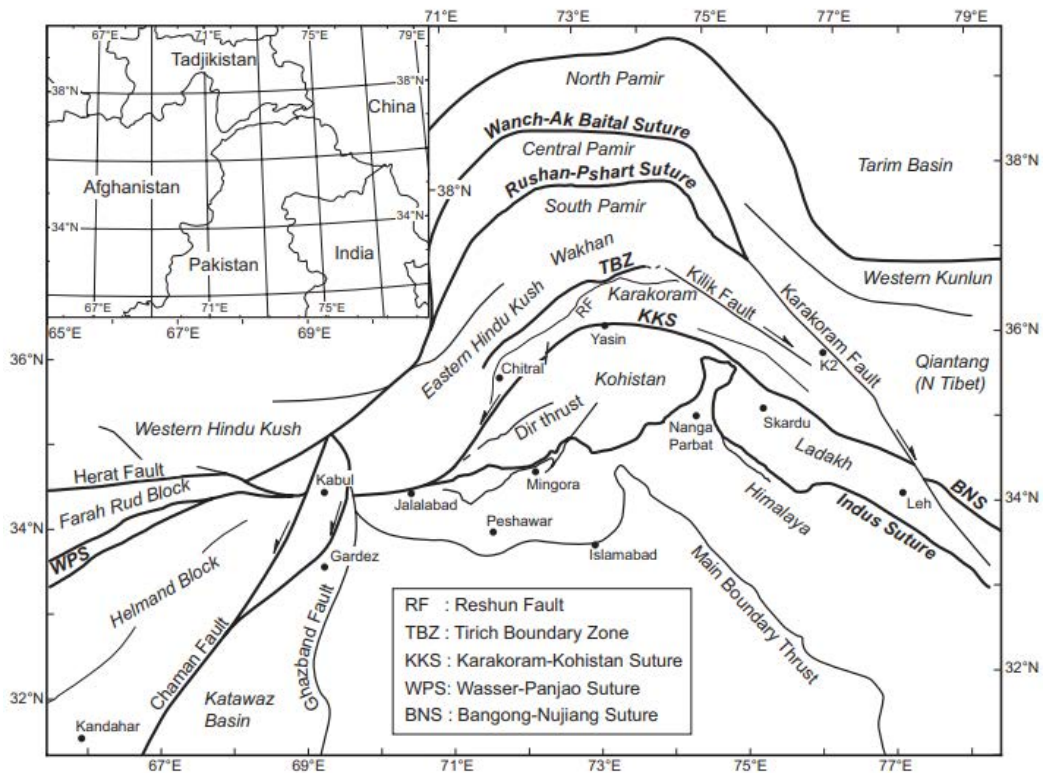 71°E 73°E 75°E 77°E 79°E
67°E 71°E 75°E 79°E
Tadjikistan
38°N 38°N
China
Afghanistan
34°N 34°N
Pakistan India
67°E 71°E 75°E
65°E 67°E 69°E
North Pamir
Wanch-Ak Baital Suture
Central Pamir
Tarim Basin
38°N 38°N
Rushan-Pshart Suture
South Pamir
Wakhan
TBZ
Western Kunlun
Karakoram
Kilik Fault
Karakoram Fault
RF
KKS
Eastern Hindu Kush
Yasin
36°N 36°N
K2
Qiantang
(N Tibet)
Chitral
Kohistan
Dir thrust
Nanga
Parbat
Skardu
Western Hindu Kush
Ladakh
Herat Fault
Farah Rud Block
Kabul
Jalalabad
Mingora
Himalaya
Indus Suture
Leh
BNS
34°N 34°N
WPS
Peshawar
Islamabad
Gardez
Helmand Block
Chaman Fault
Ghazband Fault
Main Boundary Thrust
RF : Reshun Fault
TBZ : Tirich Boundary Zone
KKS : Karakoram-Kohistan Suture
WPS: Wasser-Panjao Suture
BNS : Bangong-Nujiang Suture
32°N 32°N
Katawaz
Basin
Kandahar
67°E 69°E 71°E 73°E 75°E 77°E